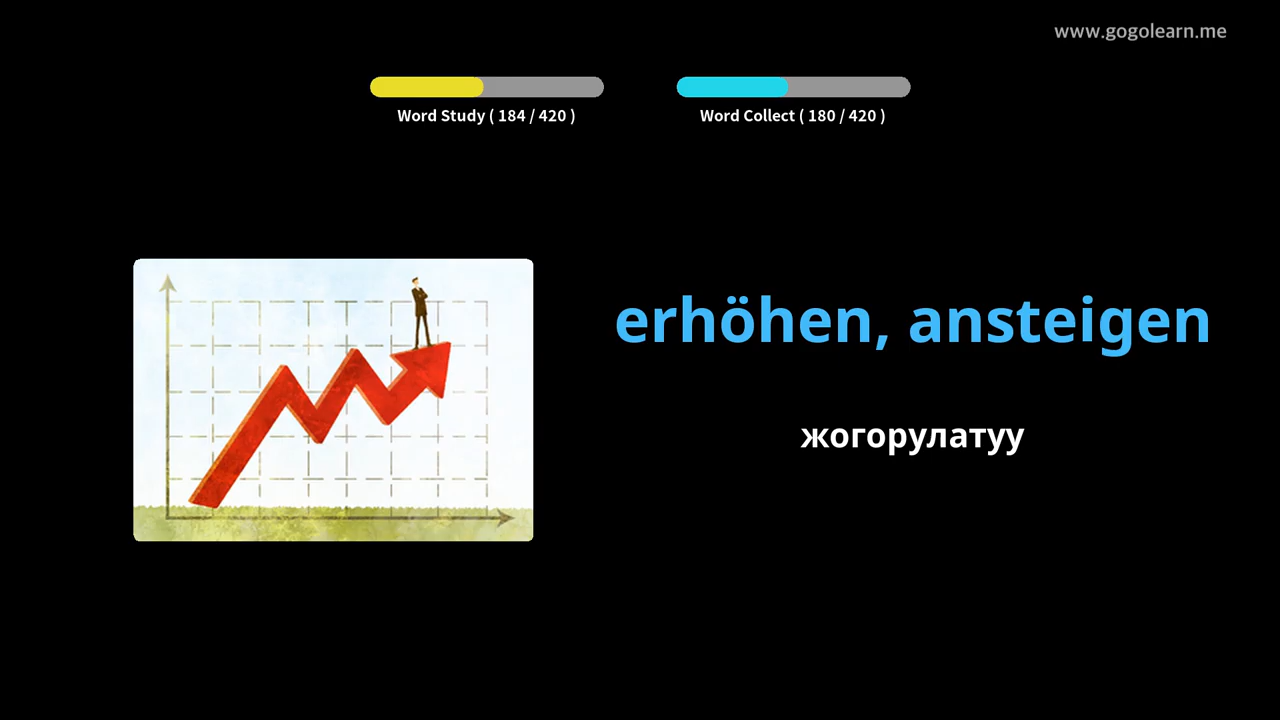 www.gogolearn.me
Word Study ( 184 / 420 )
Word Collect ( 180 / 420 )
erhöhen, ansteigen
жогорулатуу